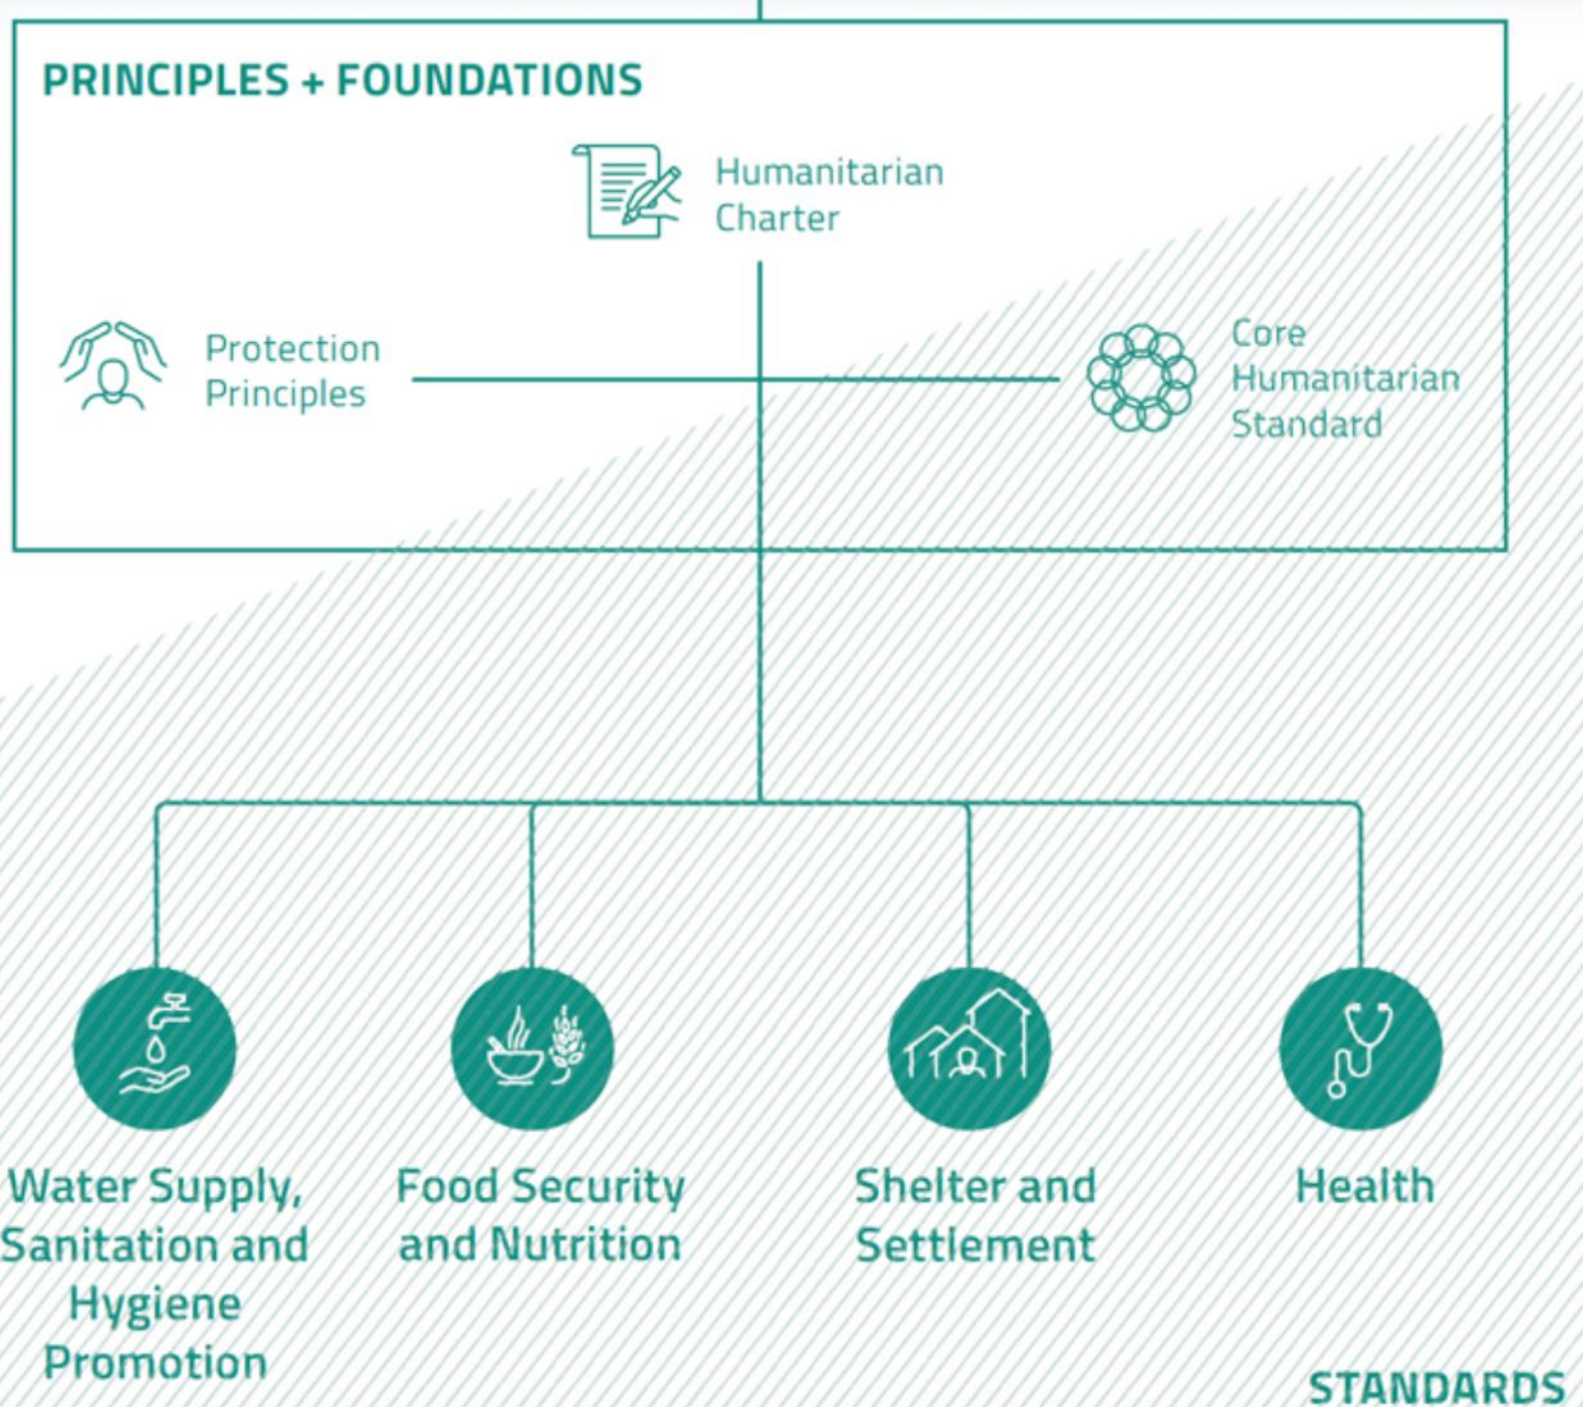 PRINCIPLES + FOUNDATIONS
Humanitarian
Charter
Protection
Principles
Core
Humanitarian
Standard
Water Supply,
Sanitation and
Hygiene
Promotion
Food Security
and Nutrition
Shelter and
Settlement
Health
STANDARDS